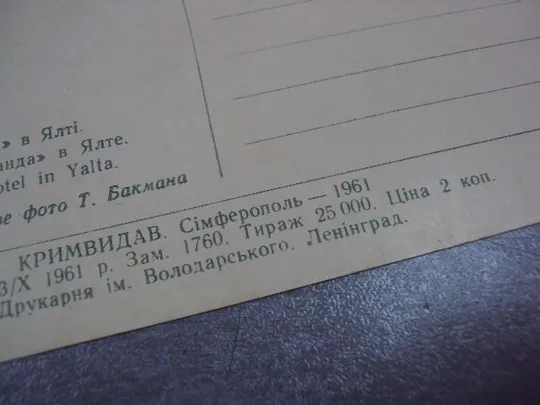 » в Ялті.
анда» в Ялте.
otel in Yalta.
е фото Т. Бакмана
КРИМВИДАВ. Сімферополь — 1961
3/X 1961 р. Зам. 1760. Тираж 25 000. Ціна 2 коп.
Друкарня ім. Володарського. Ленінград.